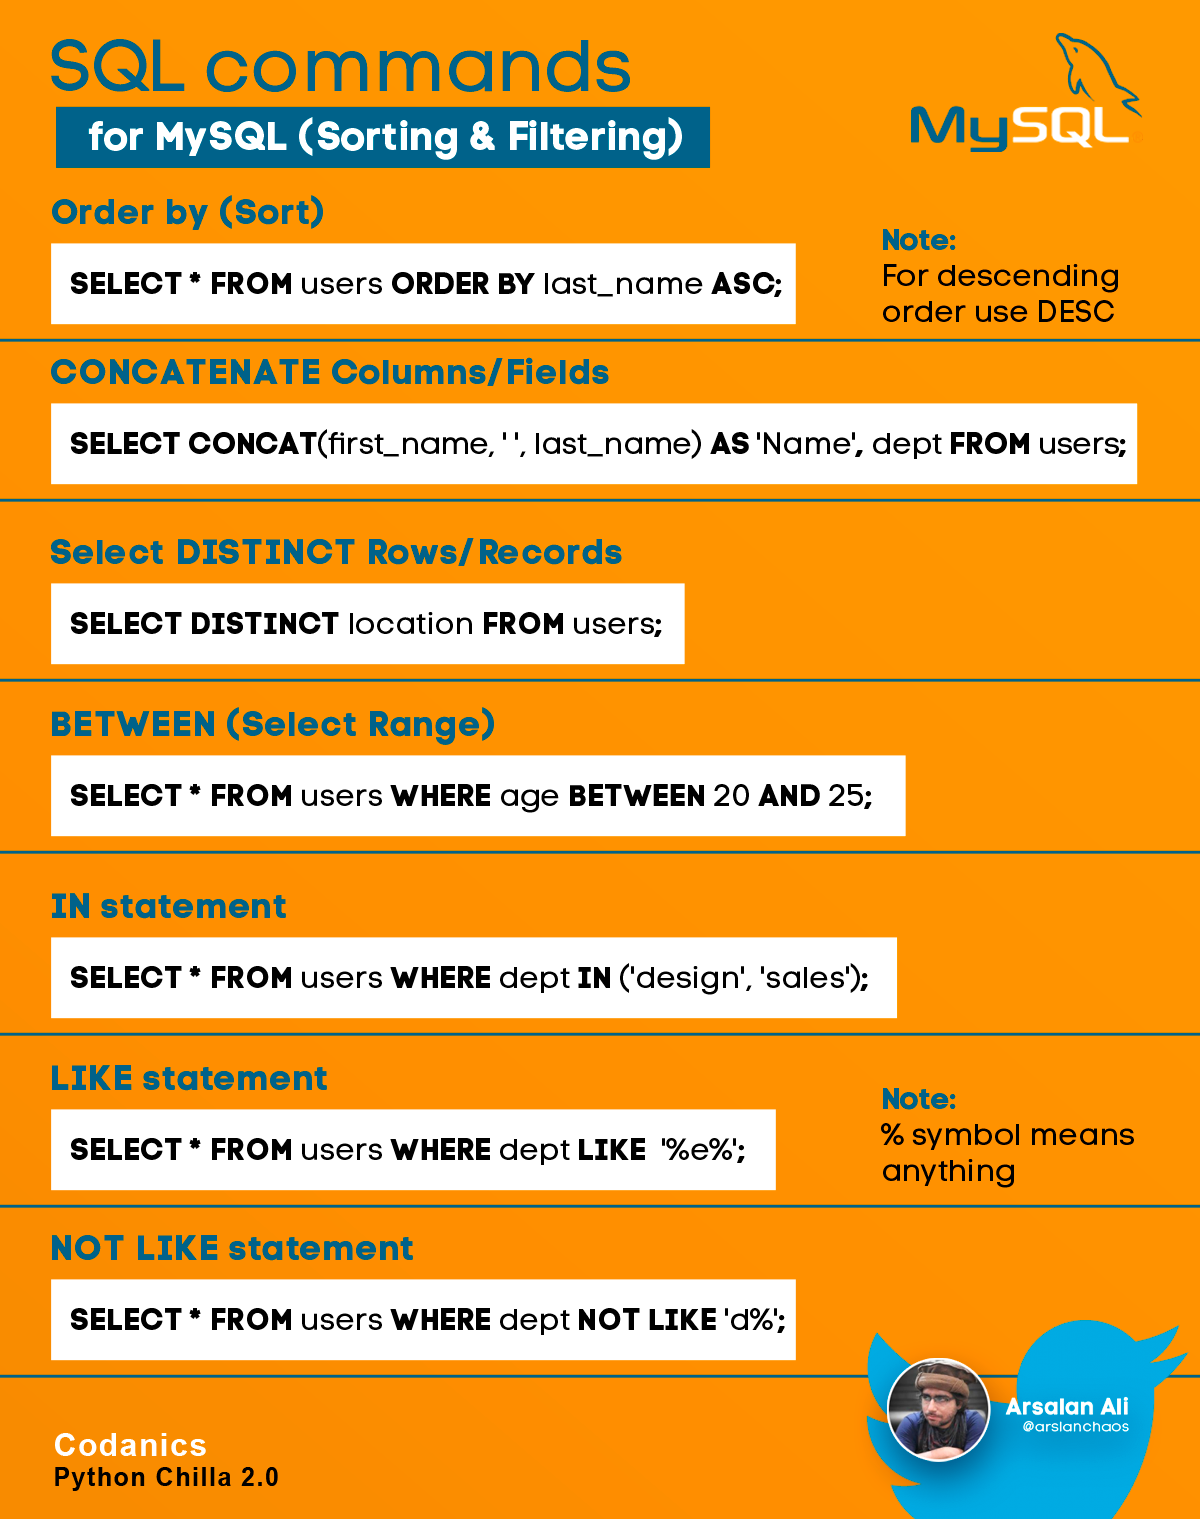 SQL commands
for MySQL (Sorting & Filtering)
MySQL
Order by (Sort)
SELECT * FROM users ORDER BY last_name ASC;
Note:
For descending
order use DESC
CONCATENATE Columns/Fields
SELECT CONCAT(first_name, ' ', last_name) AS 'Name', dept FROM users;
Select DISTINCT Rows/Records
SELECT DISTINCT location FROM users;
BETWEEN (Select Range)
SELECT * FROM users WHERE age BETWEEN 20 AND 25;
IN statement
SELECT * FROM users WHERE dept IN ('design', 'sales');
LIKE statement
SELECT * FROM users WHERE dept LIKE '%e%';
Note:
% symbol means
anything
NOT LIKE statement
SELECT * FROM users WHERE dept NOT LIKE 'd%';
Arsalan Ali
@arslanchaos
Codanics
Python Chilla 2.0